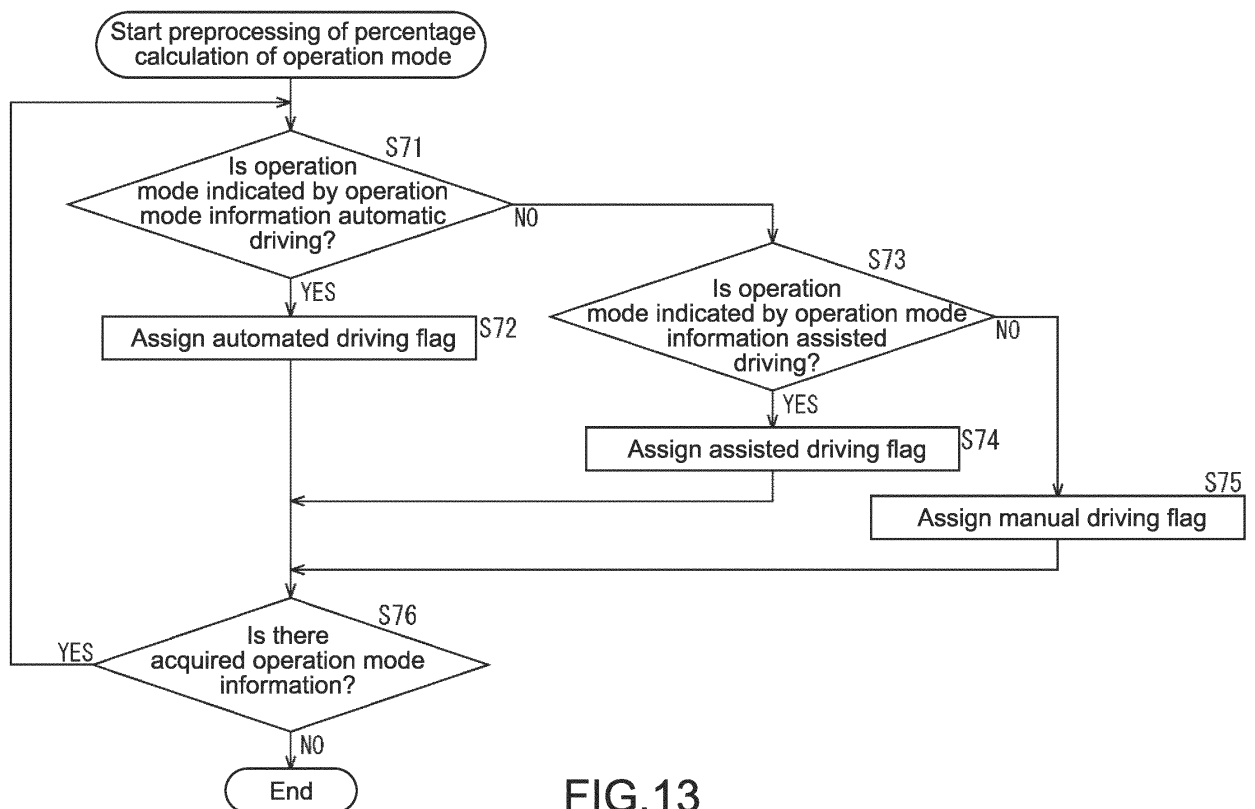 Start preprocessing of percentage
calculation of operation mode
S71
Is operation
mode indicated by operation
mode information automatic
driving?
NO
YES
S73
Is operation
mode indicated by operation mode
information assisted
driving?
NO
YES
Assign automated driving flag
S72
Assign assisted driving flag
S74
S75
Assign manual driving flag
S76
Is there
acquired operation mode
information?
YES
NO
End
FIG.13